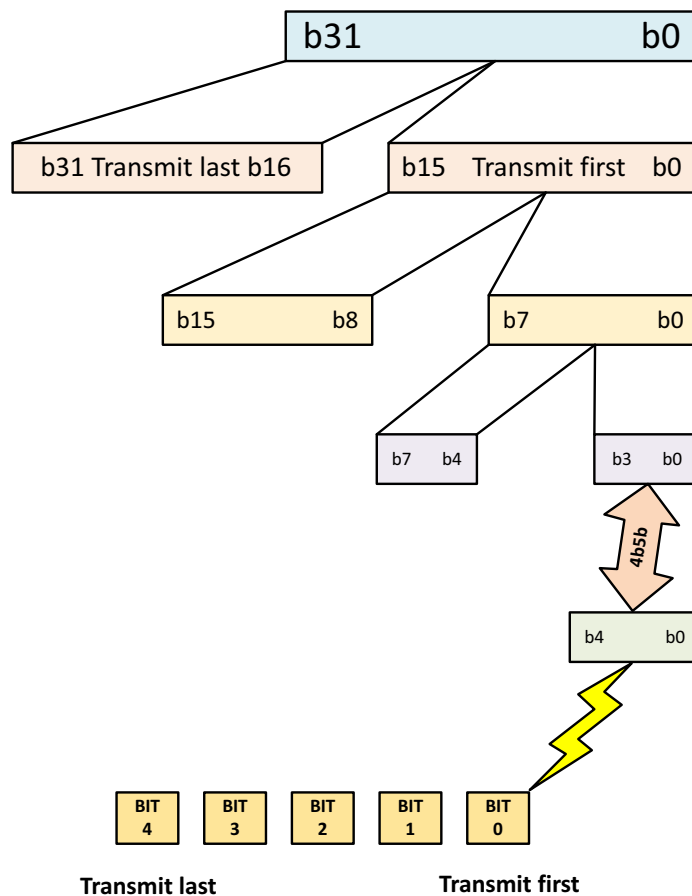 b31 b0
b31 Transmit last b16
b15 Transmit first b0
b15 b8
b7 b0
b7 b4
b3 b0
4b5b
b4 b0
BIT 4
BIT 3
BIT 2
BIT 1
BIT 0
Transmit last
Transmit first